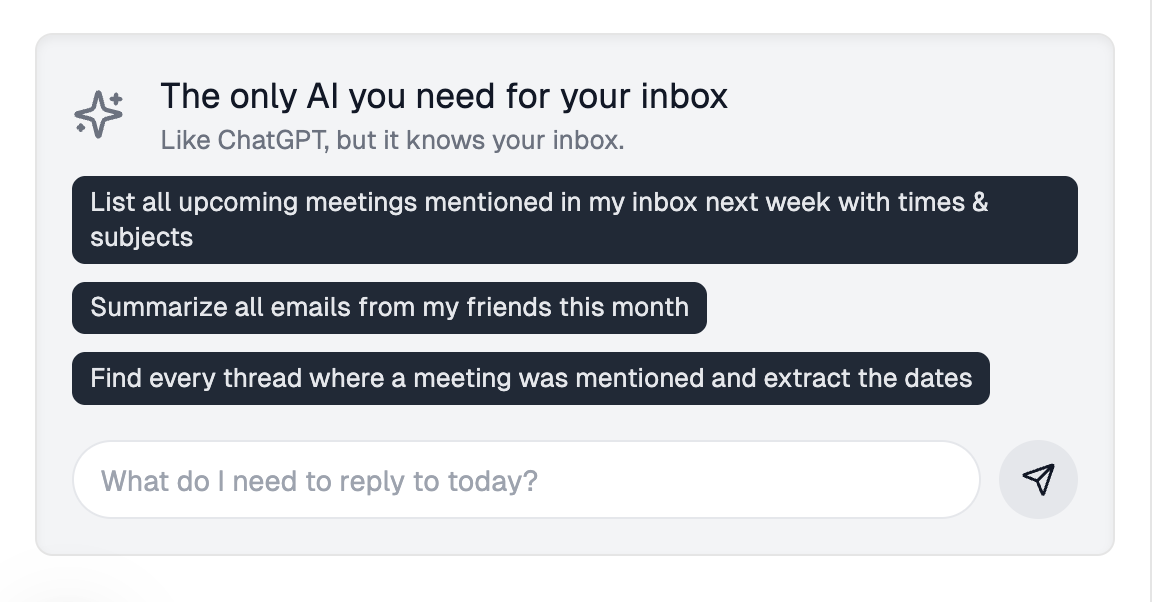 The only AI you need for your inbox
Like ChatGPT, but it knows your inbox.
List all upcoming meetings mentioned in my inbox next week with times &
subjects
Summarize all emails from my friends this month
Find every thread where a meeting was mentioned and extract the dates
What do I need to reply to today?